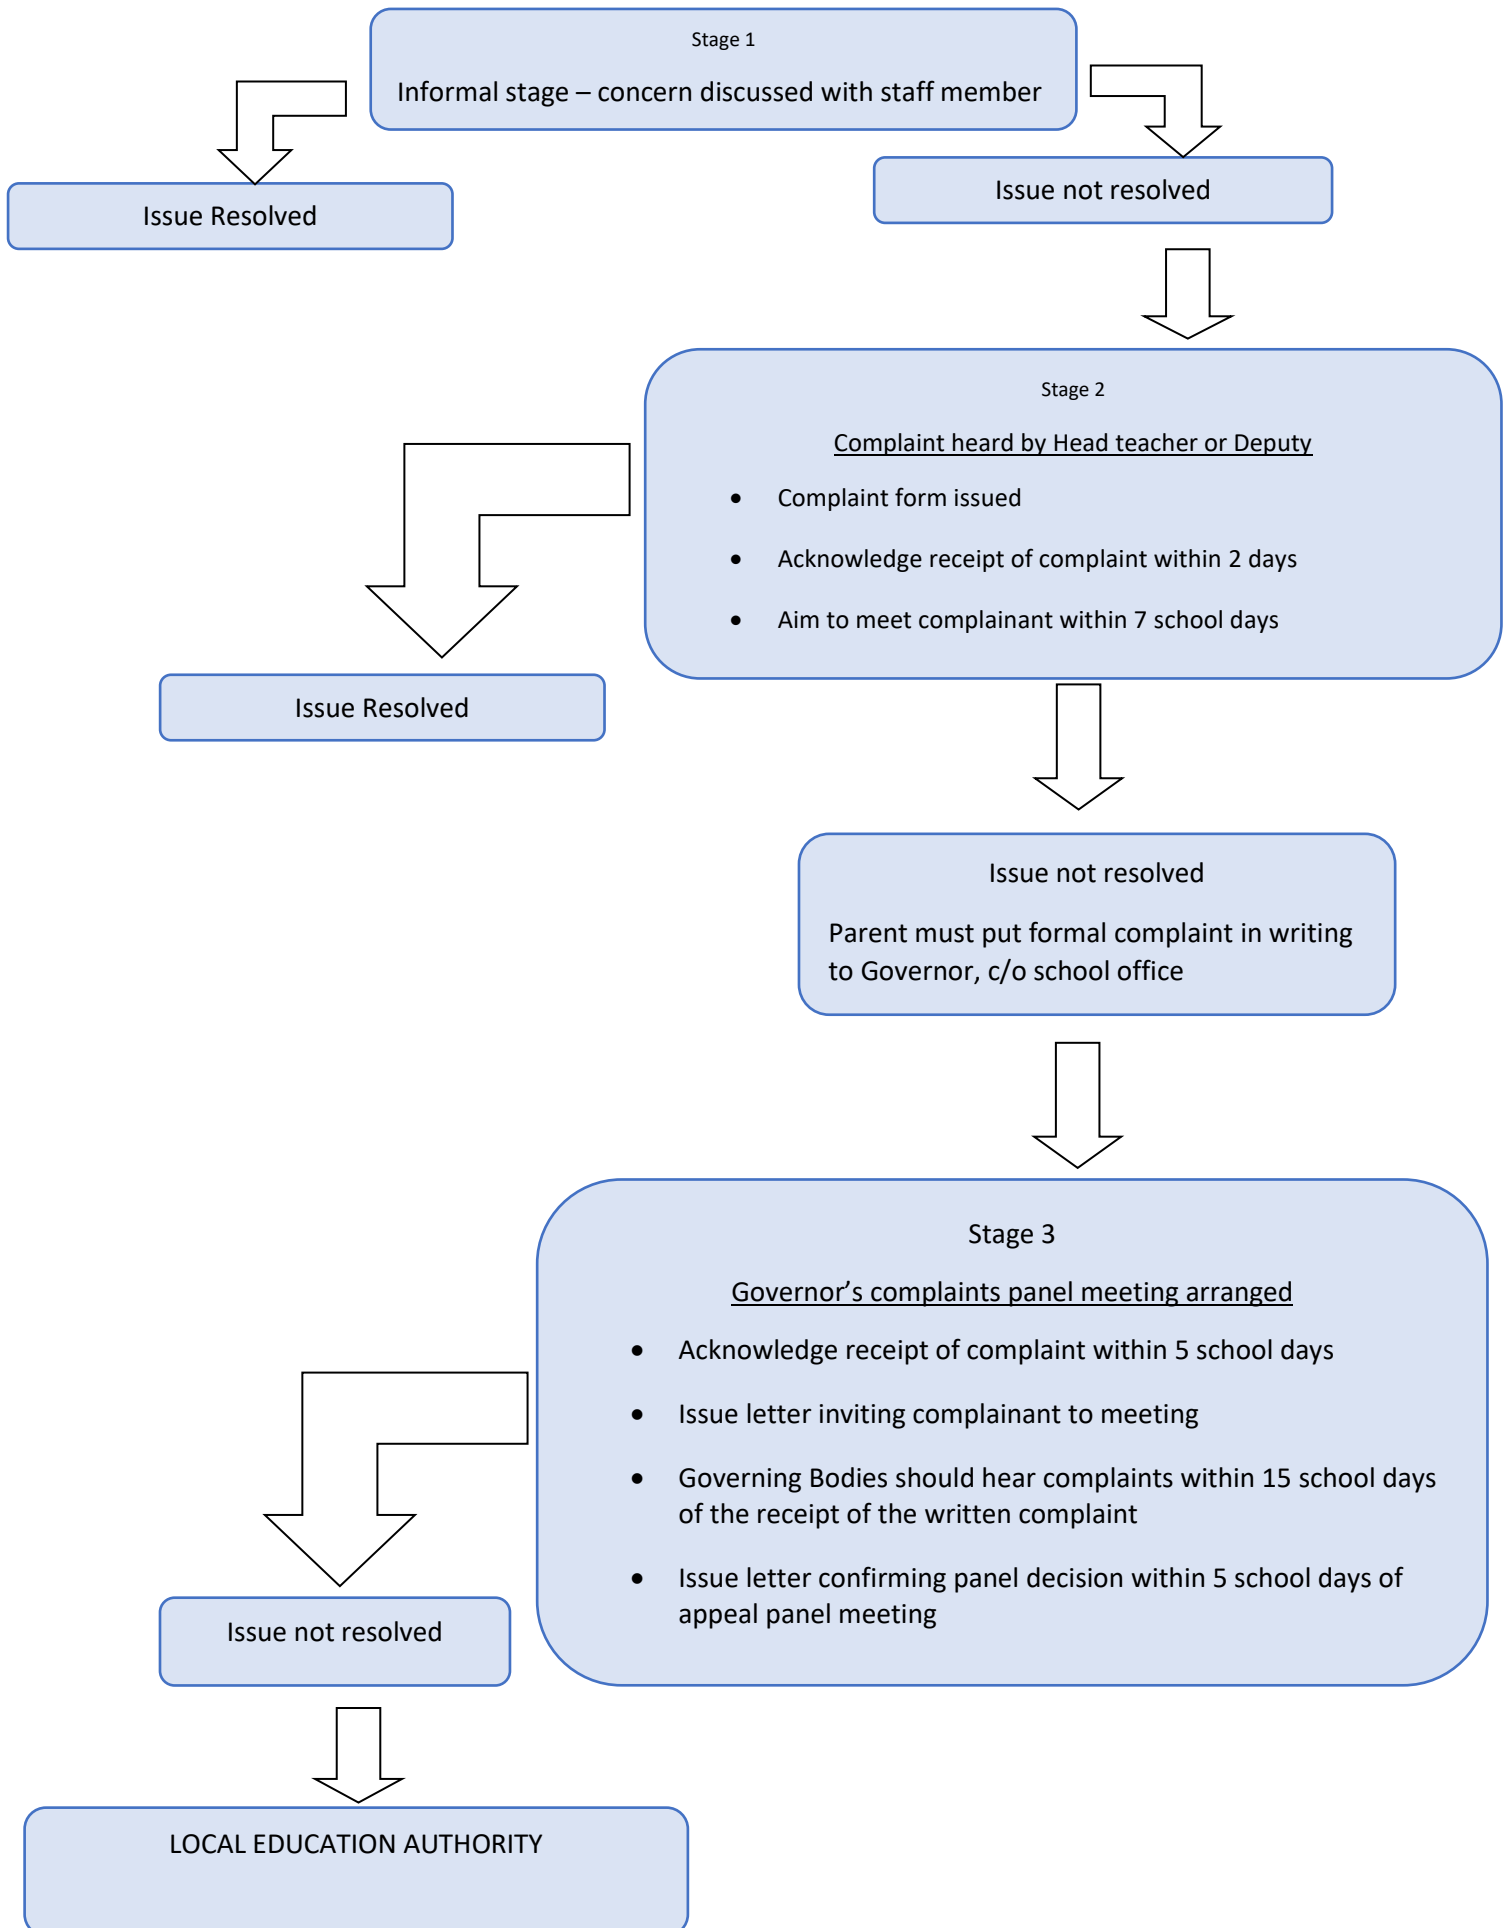 Stage 1
Informal stage – concern discussed with staff member
Issue Resolved
Issue not resolved
Stage 2
Complaint heard by Head teacher or Deputy
• Complaint form issued
• Acknowledge receipt of complaint within 2 days
• Aim to meet complainant within 7 school days
Issue Resolved
Issue not resolved
Parent must put formal complaint in writing
to Governor, c/o school office
Stage 3
Governor’s complaints panel meeting arranged
• Acknowledge receipt of complaint within 5 school days
• Issue letter inviting complainant to meeting
• Governing Bodies should hear complaints within 15 school days
of the receipt of the written complaint
• Issue letter confirming panel decision within 5 school days of
appeal panel meeting
Issue not resolved
LOCAL EDUCATION AUTHORITY